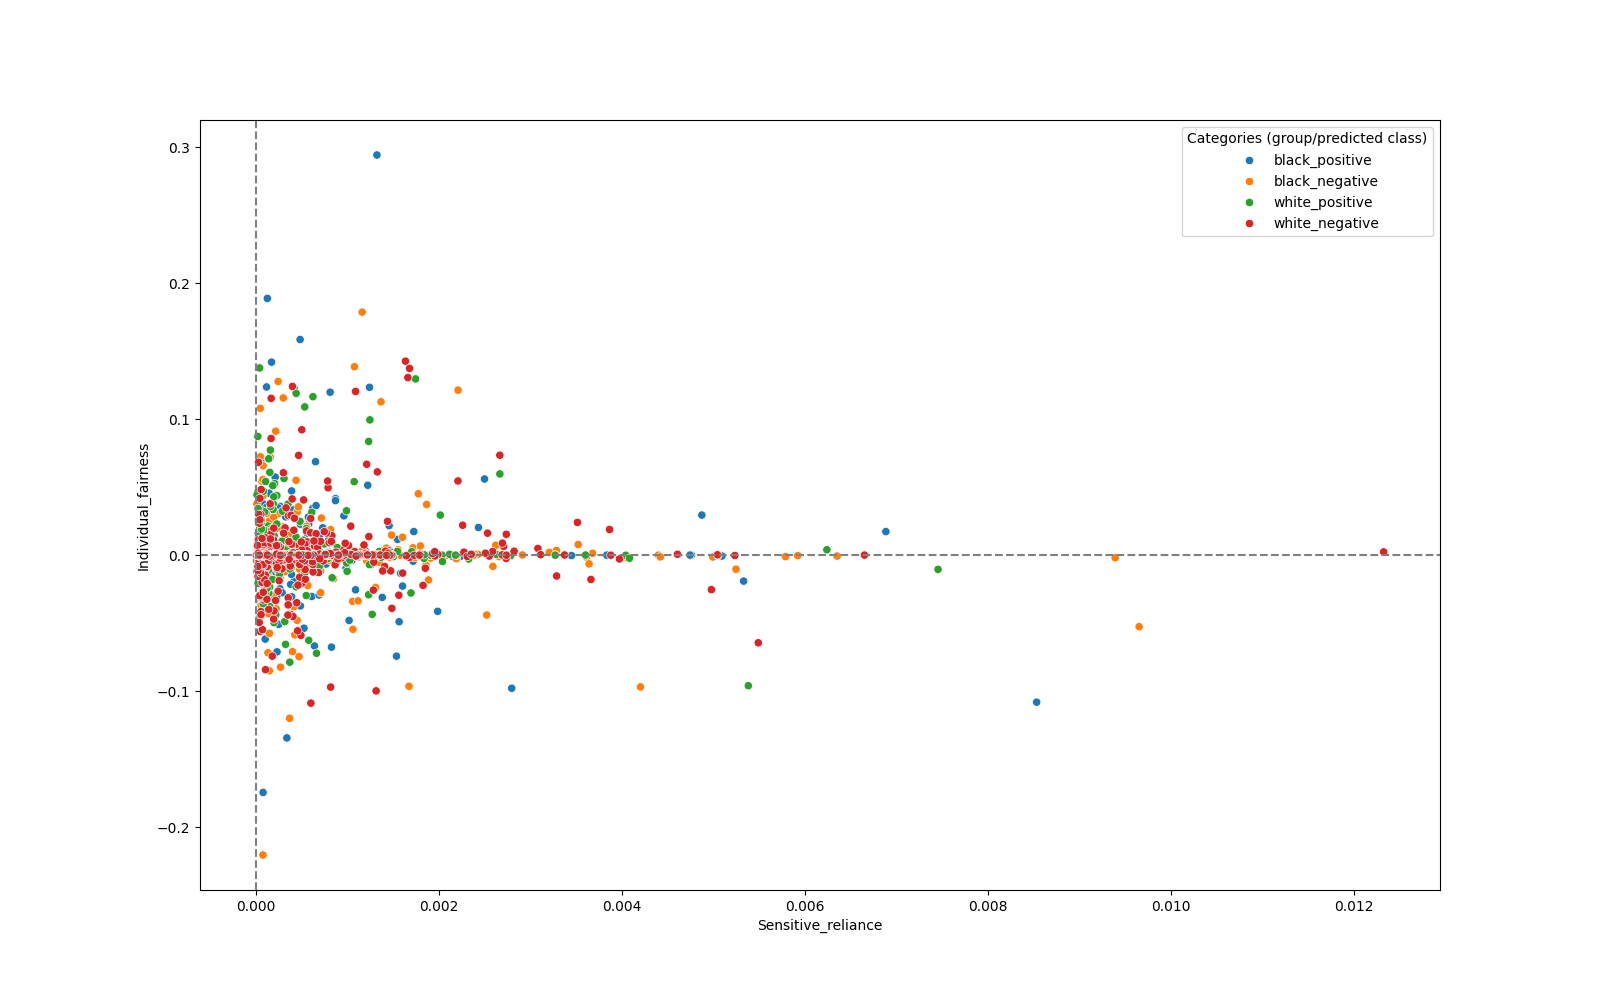 Categories (group/predicted class)
black_positive
black_negative
white_positive
white_negative
0.3
0.2
0.1
0.0
−0.1
−0.2
Individual_fairness
0.000 0.002 0.004 0.006 0.008 0.010 0.012
Sensitive_reliance